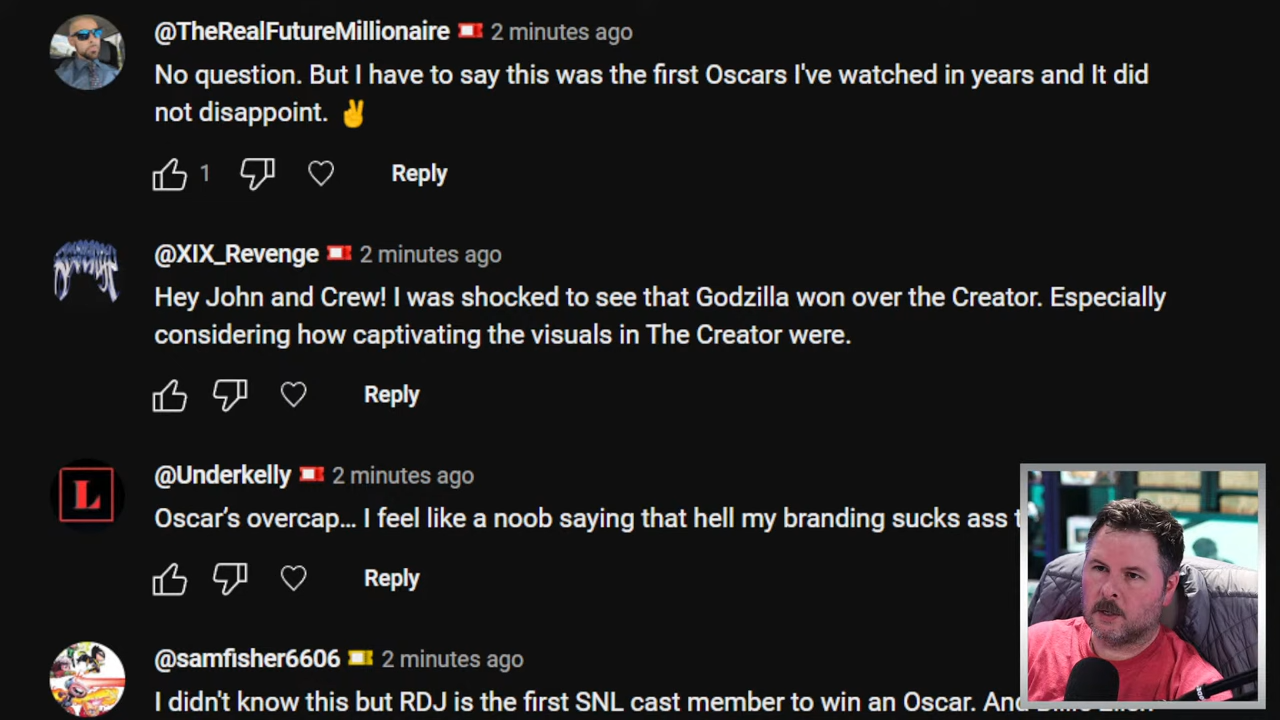 @TheRealFutureMillionaire 2 minutes ago
No question. But I have to say this was the first Oscars I've watched in years and It did
not disappoint. ✌️
1 Reply
@XIX_Revenge 2 minutes ago
Hey John and Crew! I was shocked to see that Godzilla won over the Creator. Especially
considering how captivating the visuals in The Creator were.
Reply
L
@Underkelly 2 minutes ago
Oscar’s overcap… I feel like a noob saying that hell my branding sucks ass
Reply
@samfisher6606 2 minutes ago
I didn't know this but RDJ is the first SNL cast member to win an Oscar. And